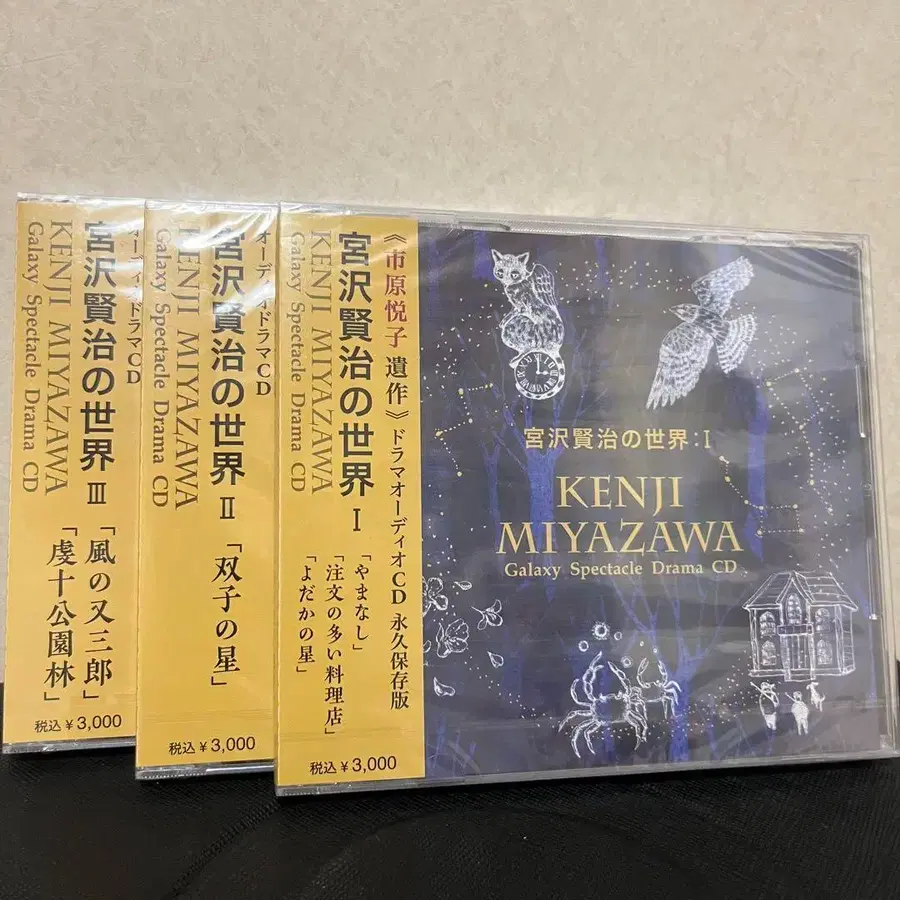 オーディオドラマCD
宮沢賢治の世界 III
KENJI MIYAZAWA
Galaxy Spectacle Drama CD
「風の又三郎」
「虔十公園林」
税込¥3,000
オーディオドラマCD
宮沢賢治の世界 II
KENJI MIYAZAWA
Galaxy Spectacle Drama CD
「双子の星」
税込¥3,000
《市原悦子 遺作》ドラマオーディオCD 永久保存版
宮沢賢治の世界 I
KENJI MIYAZAWA
Galaxy Spectacle Drama CD
「やまなし」
「注文の多い料理店」
「よだかの星」
税込¥3,000
宮沢賢治の世界:I
KENJI
MIYAZAWA
Galaxy Spectacle Drama CD